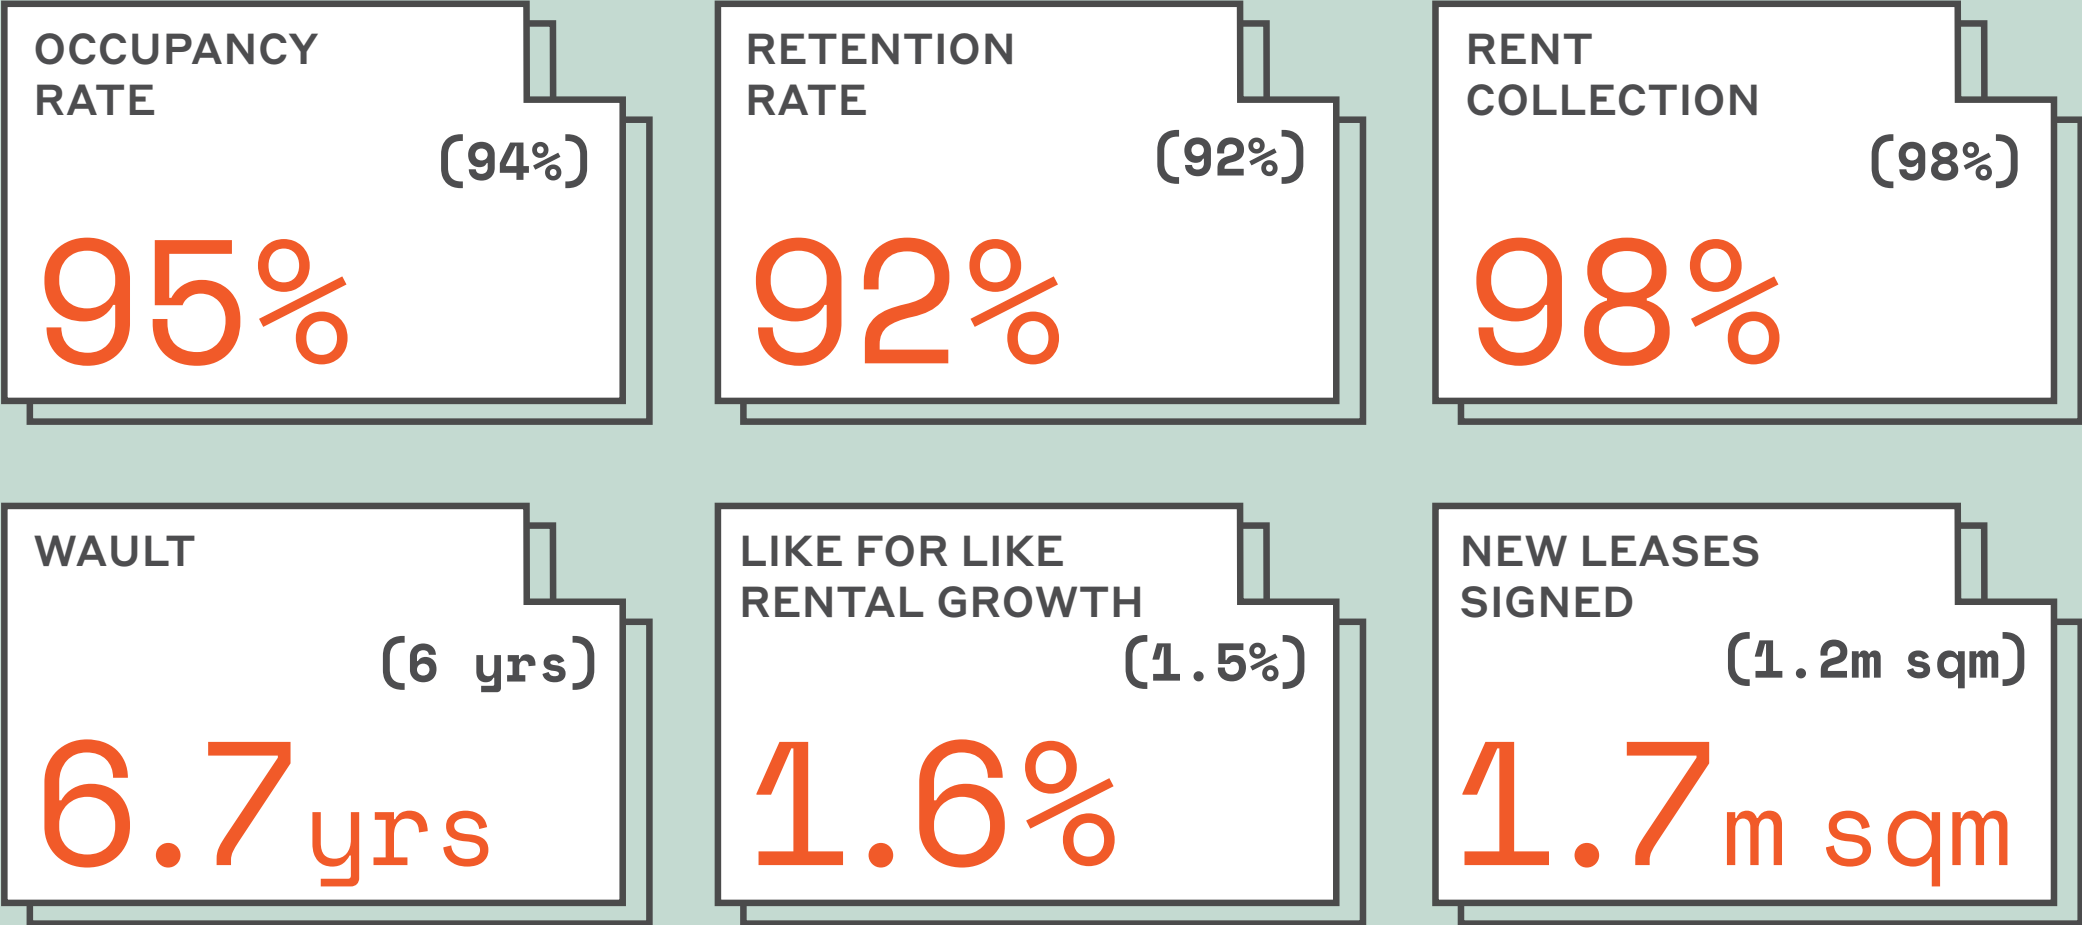 OCCUPANCY
RATE
(94%)
95%
RETENTION
RATE
(92%)
92%
RENT
COLLECTION
(98%)
98%
WAULT
(6 yrs)
6.7yrs
LIKE FOR LIKE
RENTAL GROWTH
(1.5%)
1.6%
NEW LEASES
SIGNED
(1.2m sqm)
1.7m sqm